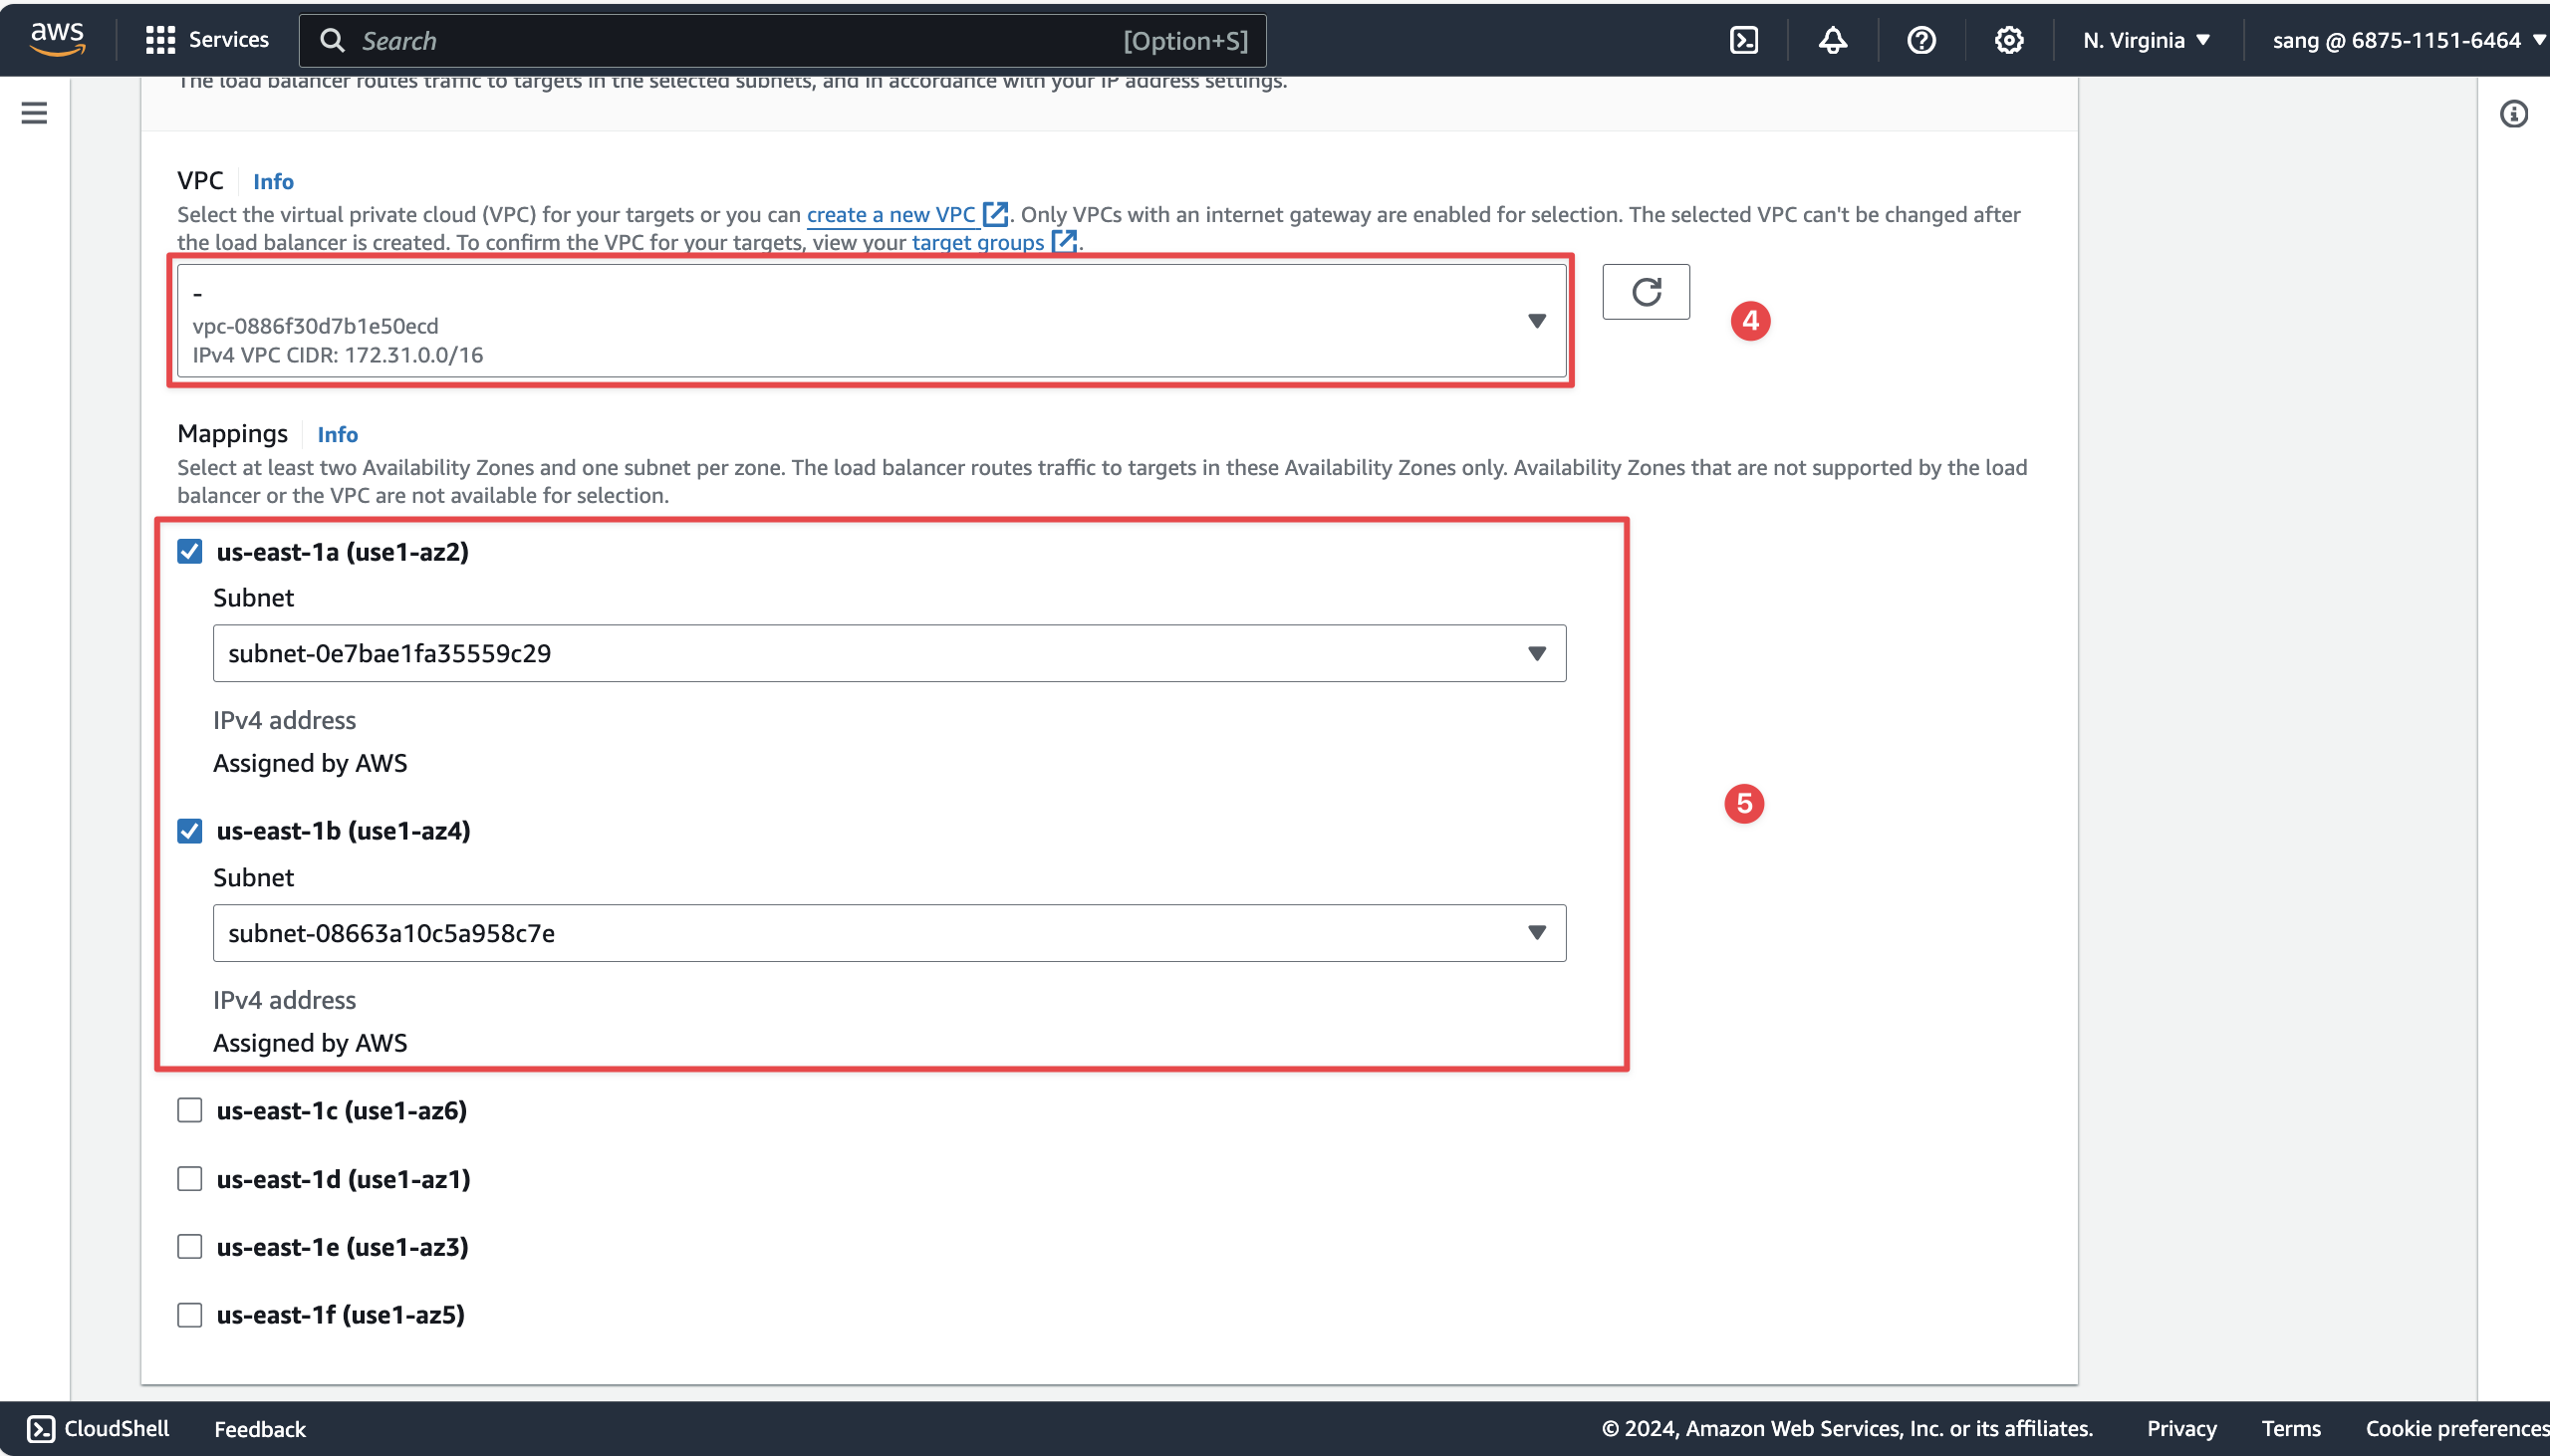 aws
Services
Search
[Option+S]
N. Virginia
sang @ 6875-1151-6464
The load balancer routes traffic to targets in the selected subnets, and in accordance with your IP address settings.
VPC
Info
Select the virtual private cloud (VPC) for your targets or you can create a new VPC. Only VPCs with an internet gateway are enabled for selection. The selected VPC can't be changed after
the load balancer is created. To confirm the VPC for your targets, view your target groups.
-
vpc-0886f30d7b1e50ecd
IPv4 VPC CIDR: 172.31.0.0/16
4
Mappings
Info
Select at least two Availability Zones and one subnet per zone. The load balancer routes traffic to targets in these Availability Zones only. Availability Zones that are not supported by the load
balancer or the VPC are not available for selection.
us-east-1a (use1-az2)
Subnet
subnet-0e7bae1fa35559c29
IPv4 address
Assigned by AWS
5
us-east-1b (use1-az4)
Subnet
subnet-08663a10c5a958c7e
IPv4 address
Assigned by AWS
us-east-1c (use1-az6)
us-east-1d (use1-az1)
us-east-1e (use1-az3)
us-east-1f (use1-az5)
CloudShell
Feedback
© 2024, Amazon Web Services, Inc. or its affiliates.
Privacy
Terms
Cookie preferences